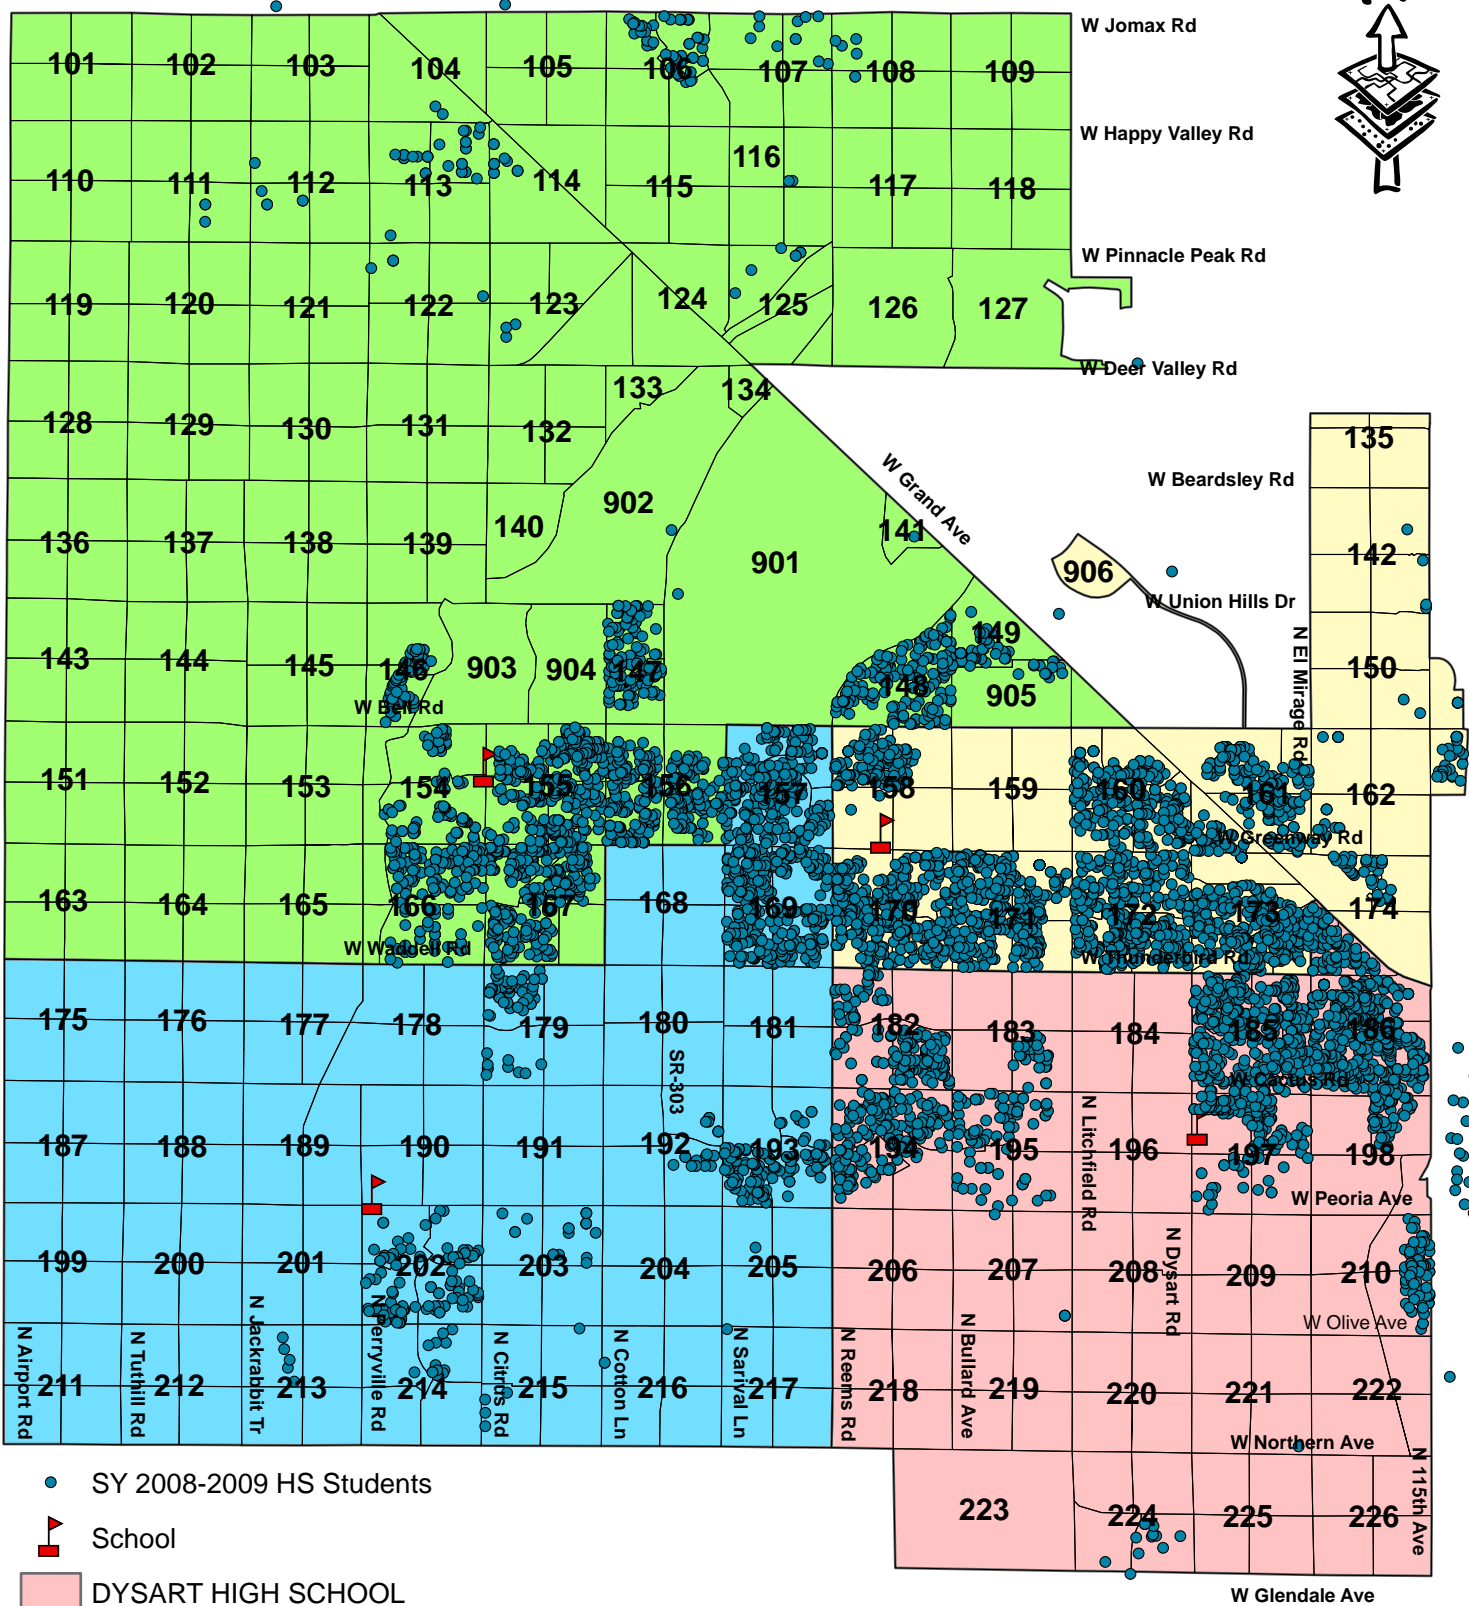 W Jomax Rd
101 102 103 104 105 106 107 108 109
W Happy Valley Rd
110 111 112 113 114 115 116 117 118
W Pinnacle Peak Rd
119 120 121 122 123 124 125 126 127
W Deer Valley Rd
128 129 130 131 132 133 134 135
W Grand Ave
W Beardsley Rd
136 137 138 139 140 902 901 141 906 142
W Union Hills Dr
143 144 145 146 903 904 147 148 149 905 150
N El Mirage Rd
W Bell Rd
151 152 153 154 155 156 157 158 159 160 161 162
W Greenway Rd
163 164 165 166 167 168 169 170 171 172 173 174
W Waddell Rd
W Thunderbird Rd
175 176 177 178 179 180 181 182 183 184 185 186
SR-303
W Cactus Rd
187 188 189 190 191 192 193 194 195 196 197 198
N Litchfield Rd
W Peoria Ave
199 200 201 202 203 204 205 206 207 208 209 210
N Dysart Rd
W Olive Ave
N Airport Rd
N Tuthill Rd
N Jackrabbit Tr
N Perryville Rd
N Citrus Rd
N Cotton Ln
N Sarival Ln
N Reems Rd
N Bullard Ave
211 212 213 214 215 216 217 218 219 220 221 222
W Northern Ave
N 115th Ave
223 224 225 226
W Glendale Ave
SY 2008-2009 HS Students
School
DYSART HIGH SCHOOL